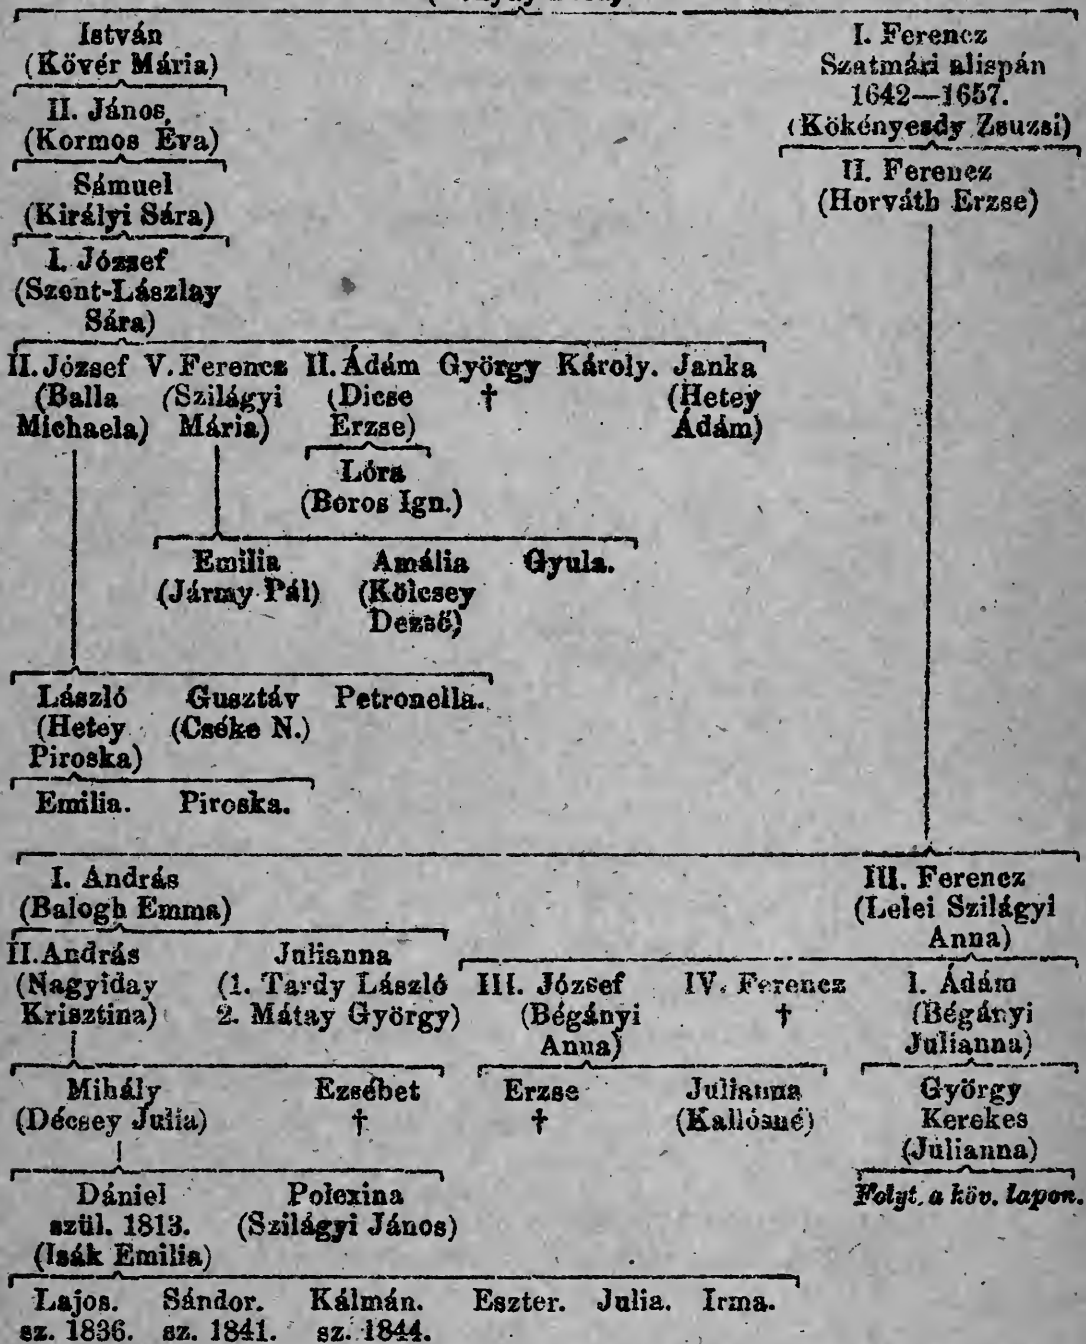 István
(Kövér Mária)
II. János,
(Kormos Éva)
Sámuel
(Királyi Sára)
I. József
(Szent-Lászlay
Sára)
I. Ferencz
Szatmári alispán
1642—1657.
(Kökényesdy Zsuzsi)
II. Ferencz
(Horváth Erzse)
II. József V. Ferencz II. Ádám György Károly. Janka
(Balla (Szilágyi (Dicse † (Hetey
Michaela) Mária) Erzse) Ádám)
Lóra
(Boros Ign.)
Emilia Amália Gyula.
(Jármy Pál) (Kölcsey
Dezső)
László Gusztáv Petronella.
(Hetey (Cséke N.)
Piroska)
Emilia. Piroska.
I. András III. Ferencz
(Balogh Emma) (Lelei Szilágyi
Anna)
II. András Julianna III. József IV. Ferencz I. Ádám
(Nagyiday (1. Tardy László (Bégányi † (Bégányi
Krisztina) 2. Mátay György) Anna) Julianna)
Mihály Ezsébet Erzse Julianna György
(Décsey Julia) † † (Kallósné) Kerekes
(Julianna)
Dániel Polexina Folyt. a köv. lapon.
szül. 1813. (Szilágyi János)
(Isák Emilia)
Lajos. Sándor. Kálmán. Eszter. Julia. Irma.
sz. 1836. sz. 1841. sz. 1844.